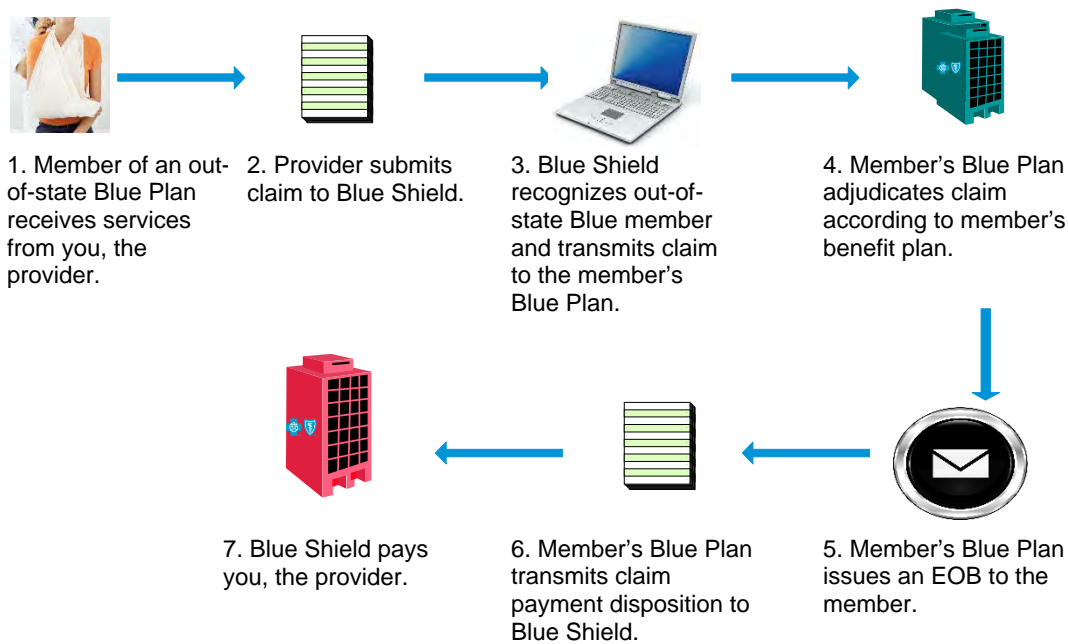 1. Member of an out-
of-state Blue Plan
receives services
from you, the
provider.
2. Provider submits
claim to Blue Shield.
3. Blue Shield
recognizes out-of-
state Blue member
and transmits claim
to the member's
Blue Plan.
4. Member's Blue Plan
adjudicates claim
according to member's
benefit plan.
5. Member's Blue Plan
issues an EOB to the
member.
6. Member's Blue Plan
transmits claim
payment disposition to
Blue Shield.
7. Blue Shield pays
you, the provider.